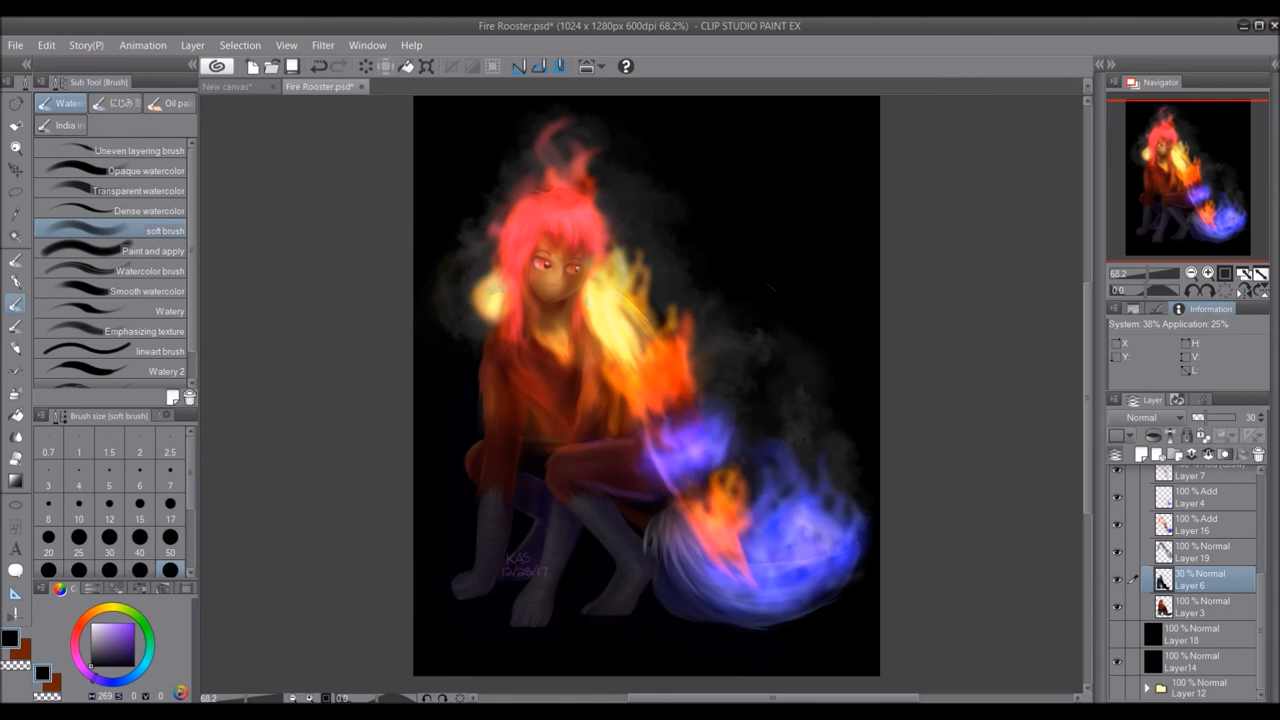 Fire Rooster.psd* (1024 x 1280px 600dpi 68.2%) - CLIP STUDIO PAINT EX
File Edit Story(P) Animation Layer Selection View Filter Window Help
Sub Tool [Brush]
New canvas*
Fire Rooster.psd*
Navigator
Oil pai
India in
Uneven layering brush
Opaque watercolor
Transparent watercolor
Dense watercolor
soft brush
Paint and apply
Watercolor brush
Smooth watercolor
Watery
Emphasizing texture
lineart brush
Watery 2
Brush size [soft brush]
0.7 1 1.5 2 2.5
3 4 5 6 7
8 10 12 15 17
20 25 30 40 50
H 269 S 0 V 0
KAS
12/28/17
68.2 0.0
68.2
0.0
Information
System: 38% Application: 25%
X H:
Y: V:
L:
Layer
Normal 30
Layer 7
100 % Add
Layer 4
100 % Add
Layer 16
100 % Normal
Layer 19
30 % Normal
Layer 6
100 % Normal
Layer 3
100 % Normal
Layer 18
100 % Normal
Layer14
100 % Normal
Layer 12